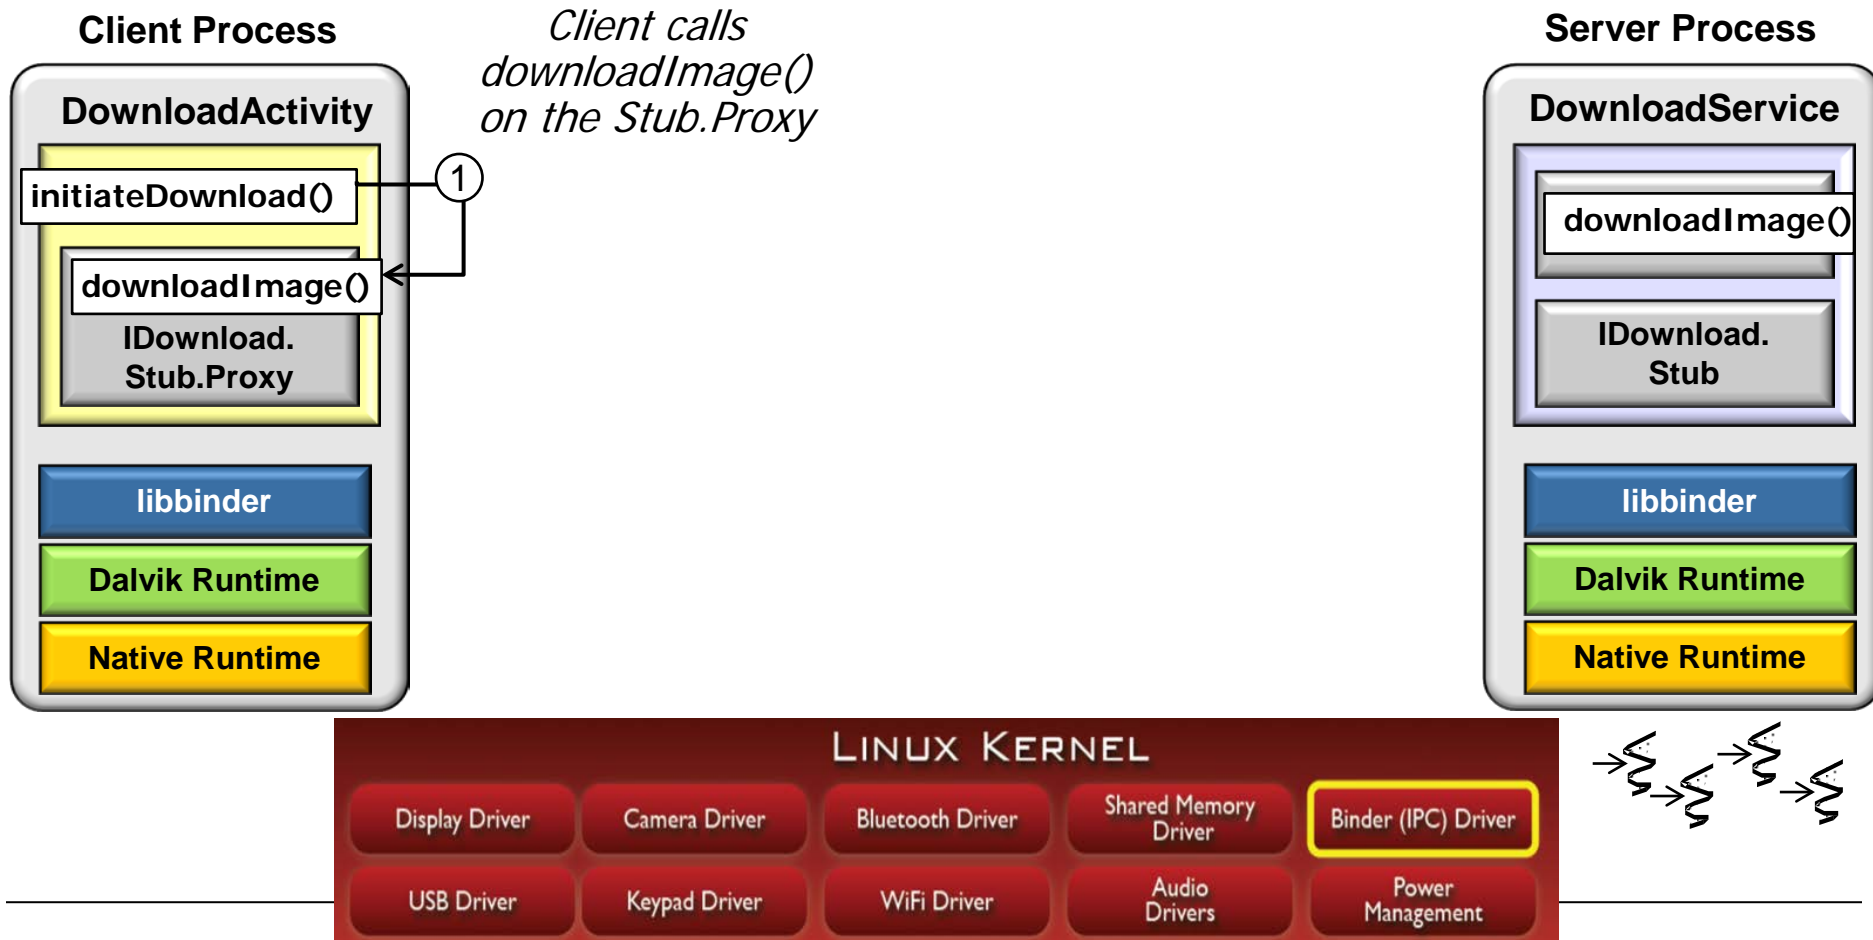 Client Process
Client calls
downloadImage()
on the Stub.Proxy
Server Process
DownloadActivity
initiateDownload()
1
downloadImage()
IDownload.
Stub.Proxy
libbinder
Dalvik Runtime
Native Runtime
DownloadService
downloadImage()
IDownload.
Stub
libbinder
Dalvik Runtime
Native Runtime
LINUX KERNEL
Display Driver
Camera Driver
Bluetooth Driver
Shared Memory
Driver
Binder (IPC) Driver
USB Driver
Keypad Driver
WiFi Driver
Audio
Drivers
Power
Management